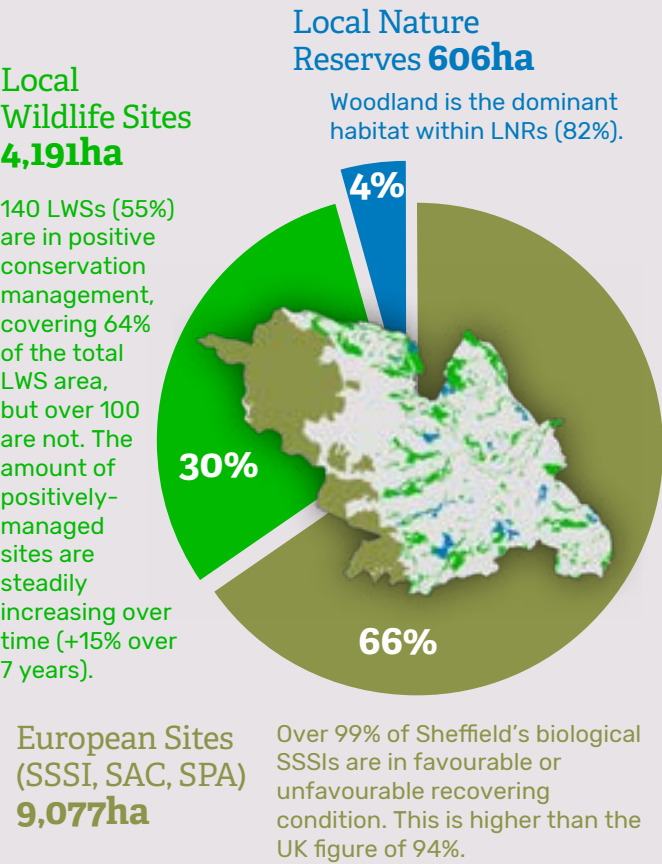 Local Nature
Reserves 606ha
Woodland is the dominant
habitat within LNRs (82%).
Local
Wildlife Sites
4,191ha
140 LWSs (55%)
are in positive
conservation
management,
covering 64%
of the total
LWS area,
but over 100
are not. The
amount of
positively-
managed
sites are
steadily
increasing over
time (+15% over
7 years).
4%
30%
66%
European Sites
(SSSI, SAC, SPA)
9,077ha
Over 99% of Sheffield's biological
SSSIs are in favourable or
unfavourable recovering
condition. This is higher than the
UK figure of 94%.